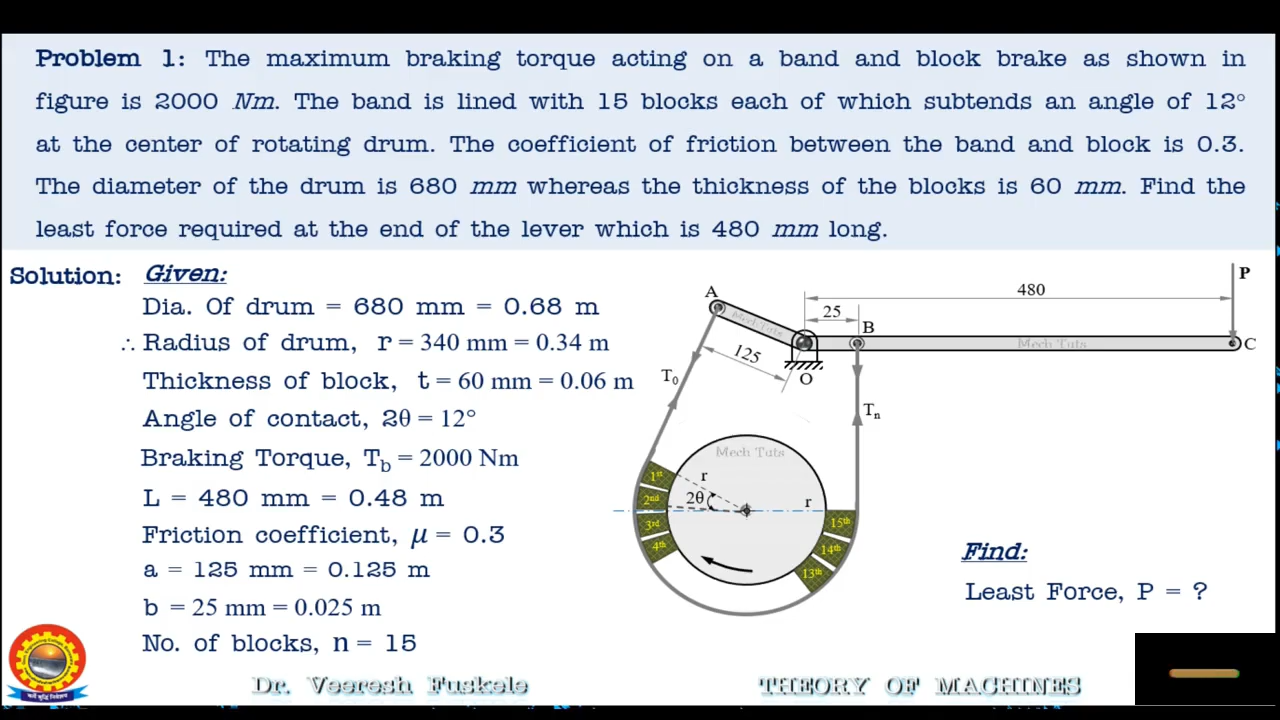 Problem 1: The maximum braking torque acting on a band and block brake as shown in
figure is 2000 Nm. The band is lined with 15 blocks each of which subtends an angle of 12°
at the center of rotating drum. The coefficient of friction between the band and block is 0.3.
The diameter of the drum is 680 mm whereas the thickness of the blocks is 60 mm. Find the
least force required at the end of the lever which is 480 mm long.
Solution: Given:
Dia. Of drum = 680 mm = 0.68 m
∴ Radius of drum, r = 340 mm = 0.34 m
Thickness of block, t = 60 mm = 0.06 m
Angle of contact, 2θ = 12°
Braking Torque, T_b = 2000 Nm
L = 480 mm = 0.48 m
Friction coefficient, μ = 0.3
a = 125 mm = 0.125 m
b = 25 mm = 0.025 m
No. of blocks, n = 15
P
480
A
25
B
Mech Tuts
Mech Tuts
C
125
O
T₀
Tₙ
Mech Tuts
1st
r
2nd
2θ
r
3rd
15th
4th
14th
13th
Find:
Least Force, P = ?
Dr. Veeresh Fuskele
THEORY OF MACHINES